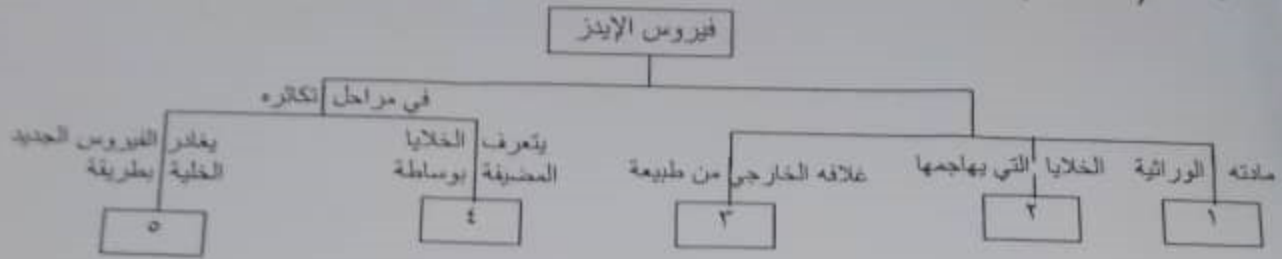 فيروس الإيدز
في مراحل تكاثره
مادته الوراثية
١
الخلايا التي يهاجمها
٢
غلافه الخارجي من طبيعة
٣
يتعرف الخلايا
المضيفة بوساطة
٤
يغادر الفيروس الجديد
الخلية بطريقة
٥